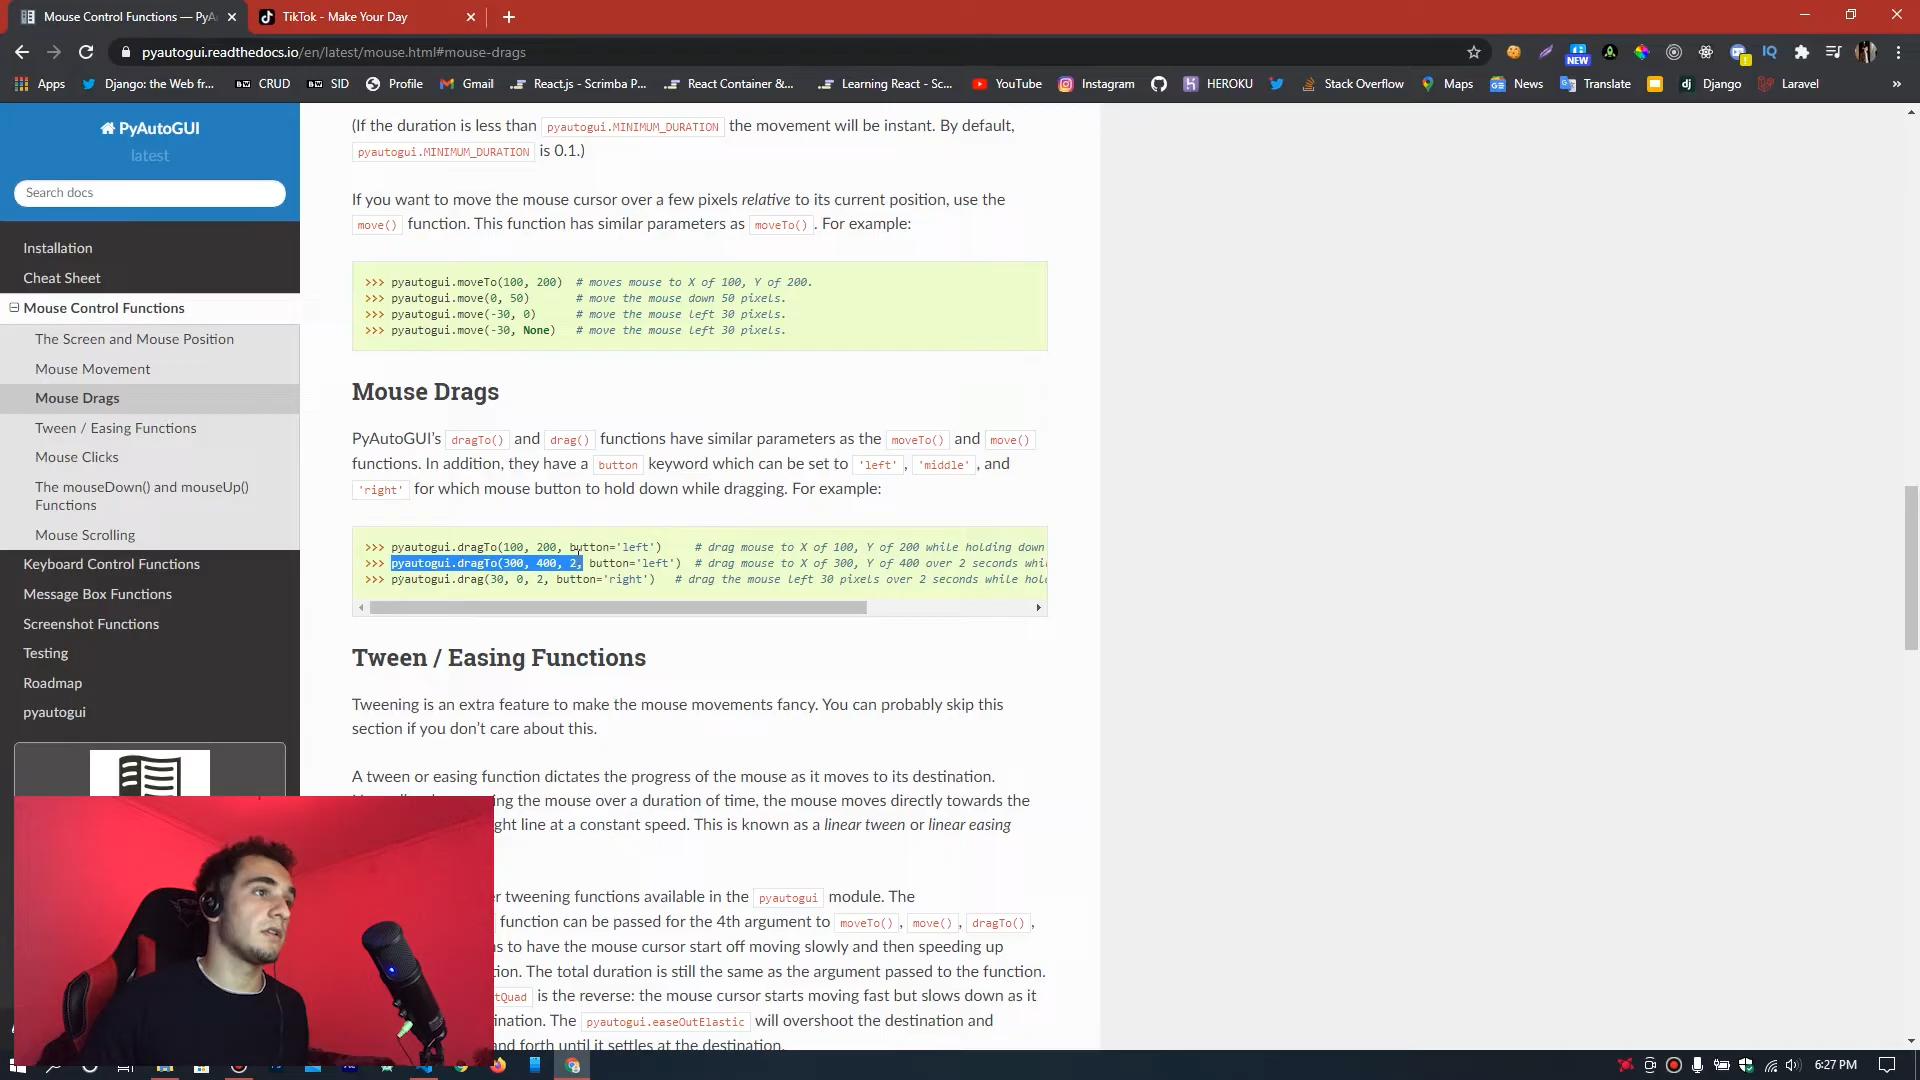 Mouse Control Functions — PyA
TikTok - Make Your Day
pyautogui.readthedocs.io/en/latest/mouse.html#mouse-drags
NEW
IQ
Apps
Django: the Web fr...
BW CRUD
BW SID
Profile
Gmail
React.js - Scrimba P...
React Container &...
Learning React - Sc...
YouTube
Instagram
HEROKU
Stack Overflow
Maps
News
Translate
dj Django
Laravel
»
PyAutoGUI
latest
Search docs
Installation
Cheat Sheet
Mouse Control Functions
The Screen and Mouse Position
Mouse Movement
Mouse Drags
Tween / Easing Functions
Mouse Clicks
The mouseDown() and mouseUp()
Functions
Mouse Scrolling
Keyboard Control Functions
Message Box Functions
Screenshot Functions
Testing
Roadmap
pyautogui
(If the duration is less than pyautogui.MINIMUM_DURATION the movement will be instant. By default,
pyautogui.MINIMUM_DURATION is 0.1.)
If you want to move the mouse cursor over a few pixels relative to its current position, use the
move() function. This function has similar parameters as moveTo() . For example:
>>> pyautogui.moveTo(100, 200) # moves mouse to X of 100, Y of 200.
>>> pyautogui.move(0, 50) # move the mouse down 50 pixels.
>>> pyautogui.move(-30, 0) # move the mouse left 30 pixels.
>>> pyautogui.move(-30, None) # move the mouse left 30 pixels.
Mouse Drags
PyAutoGUI's dragTo() and drag() functions have similar parameters as the moveTo() and move()
functions. In addition, they have a button keyword which can be set to 'left' , 'middle' , and
'right' for which mouse button to hold down while dragging. For example:
>>> pyautogui.dragTo(100, 200, button='left') # drag mouse to X of 100, Y of 200 while holding down
>>> pyautogui.dragTo(300, 400, 2, button='left') # drag mouse to X of 300, Y of 400 over 2 seconds whi
>>> pyautogui.drag(30, 0, 2, button='right') # drag the mouse left 30 pixels over 2 seconds while hol
Tween / Easing Functions
Tweening is an extra feature to make the mouse movements fancy. You can probably skip this
section if you don't care about this.
A tween or easing function dictates the progress of the mouse as it moves to its destination.
ing the mouse over a duration of time, the mouse moves directly towards the
ght line at a constant speed. This is known as a linear tween or linear easing
r tweening functions available in the pyautogui module. The
function can be passed for the 4th argument to moveTo() , move() , dragTo() ,
s to have the mouse cursor start off moving slowly and then speeding up
tion. The total duration is still the same as the argument passed to the function.
tQuad is the reverse: the mouse cursor starts moving fast but slows down as it
ination. The pyautogui.easeOutElastic will overshoot the destination and
nd forth until it settles at the destination.
6:27 PM